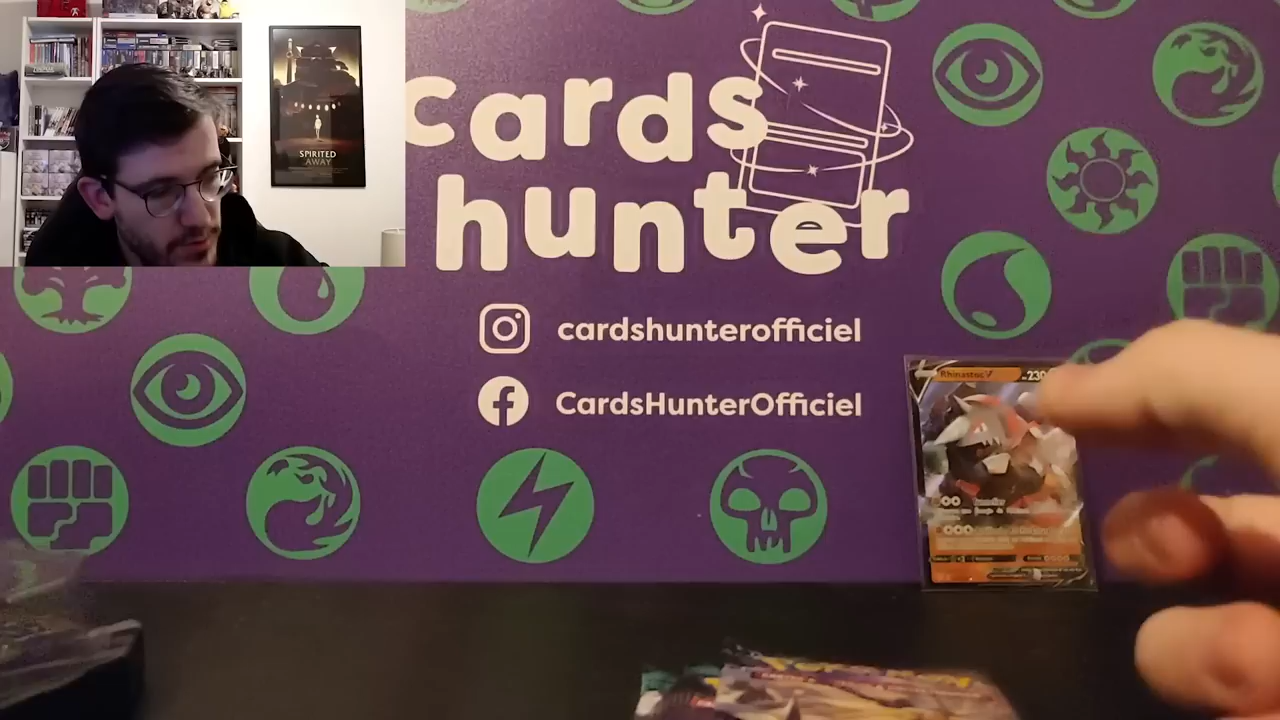 SPIRITED
AWAY
cards
hunter
cardshunterofficiel
CardsHunterOfficiel
Rhinastoc V
230